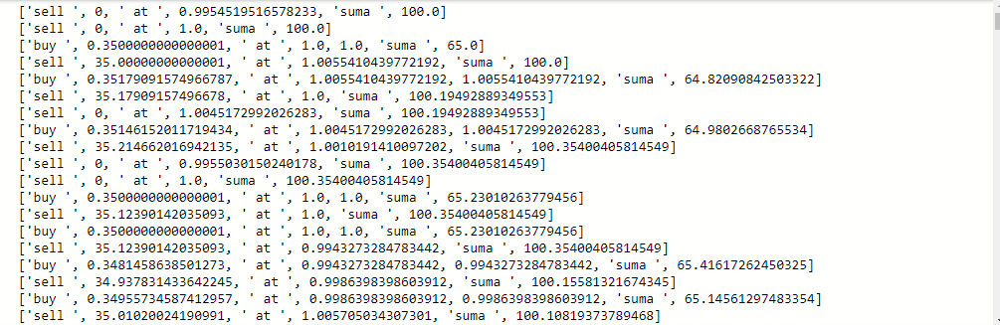 ['sell ', 0, ' at ', 0.9954519516578233, 'suma ', 100.0]
['sell ', 0, ' at ', 1.0, 'suma ', 100.0]
['buy ', 0.3500000000000001, ' at ', 1.0, 1.0, 'suma ', 65.0]
['sell ', 35.00000000000001, ' at ', 1.0055410439772192, 'suma ', 100.0]
['buy ', 0.35179091574966787, ' at ', 1.0055410439772192, 1.0055410439772192, 'suma ', 64.82090842503322]
['sell ', 35.17909157496678, ' at ', 1.0, 'suma ', 100.19492889349553]
['sell ', 0, ' at ', 1.0045172992026283, 'suma ', 100.19492889349553]
['buy ', 0.35146152011719434, ' at ', 1.0045172992026283, 1.0045172992026283, 'suma ', 64.9802668765534]
['sell ', 35.214662016942135, ' at ', 1.0010191410097202, 'suma ', 100.35400405814549]
['sell ', 0, ' at ', 0.9955030150240178, 'suma ', 100.35400405814549]
['sell ', 0, ' at ', 1.0, 'suma ', 100.35400405814549]
['buy ', 0.3500000000000001, ' at ', 1.0, 1.0, 'suma ', 65.23010263779456]
['sell ', 35.12390142035093, ' at ', 1.0, 'suma ', 100.35400405814549]
['buy ', 0.3500000000000001, ' at ', 1.0, 1.0, 'suma ', 65.23010263779456]
['sell ', 35.12390142035093, ' at ', 0.9943273284783442, 'suma ', 100.35400405814549]
['buy ', 0.3481458638501273, ' at ', 0.9943273284783442, 0.9943273284783442, 'suma ', 65.41617262450325]
['sell ', 34.937831433642245, ' at ', 0.9986398398603912, 'suma ', 100.15581321674345]
['buy ', 0.34955734587412957, ' at ', 0.9986398398603912, 0.9986398398603912, 'suma ', 65.14561297483354]
['sell ', 35.01020024190991, ' at ', 1.005705034307301, 'suma ', 100.10819373789468]